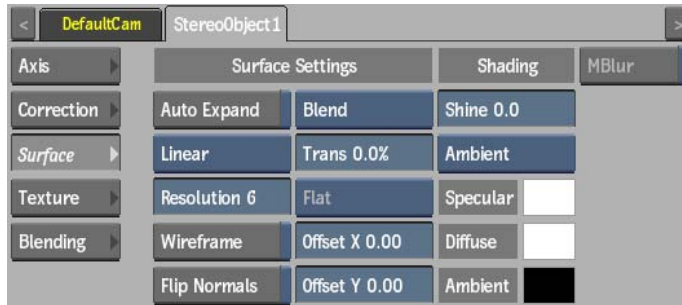 < DefaultCam StereoObject1 >
Axis Surface Settings Shading MBlur
Correction Auto Expand Blend Shine 0.0
Surface Linear Trans 0.0% Ambient
Texture Resolution 6 Flat Specular
Blending Wireframe Offset X 0.00 Diffuse
Flip Normals Offset Y 0.00 Ambient